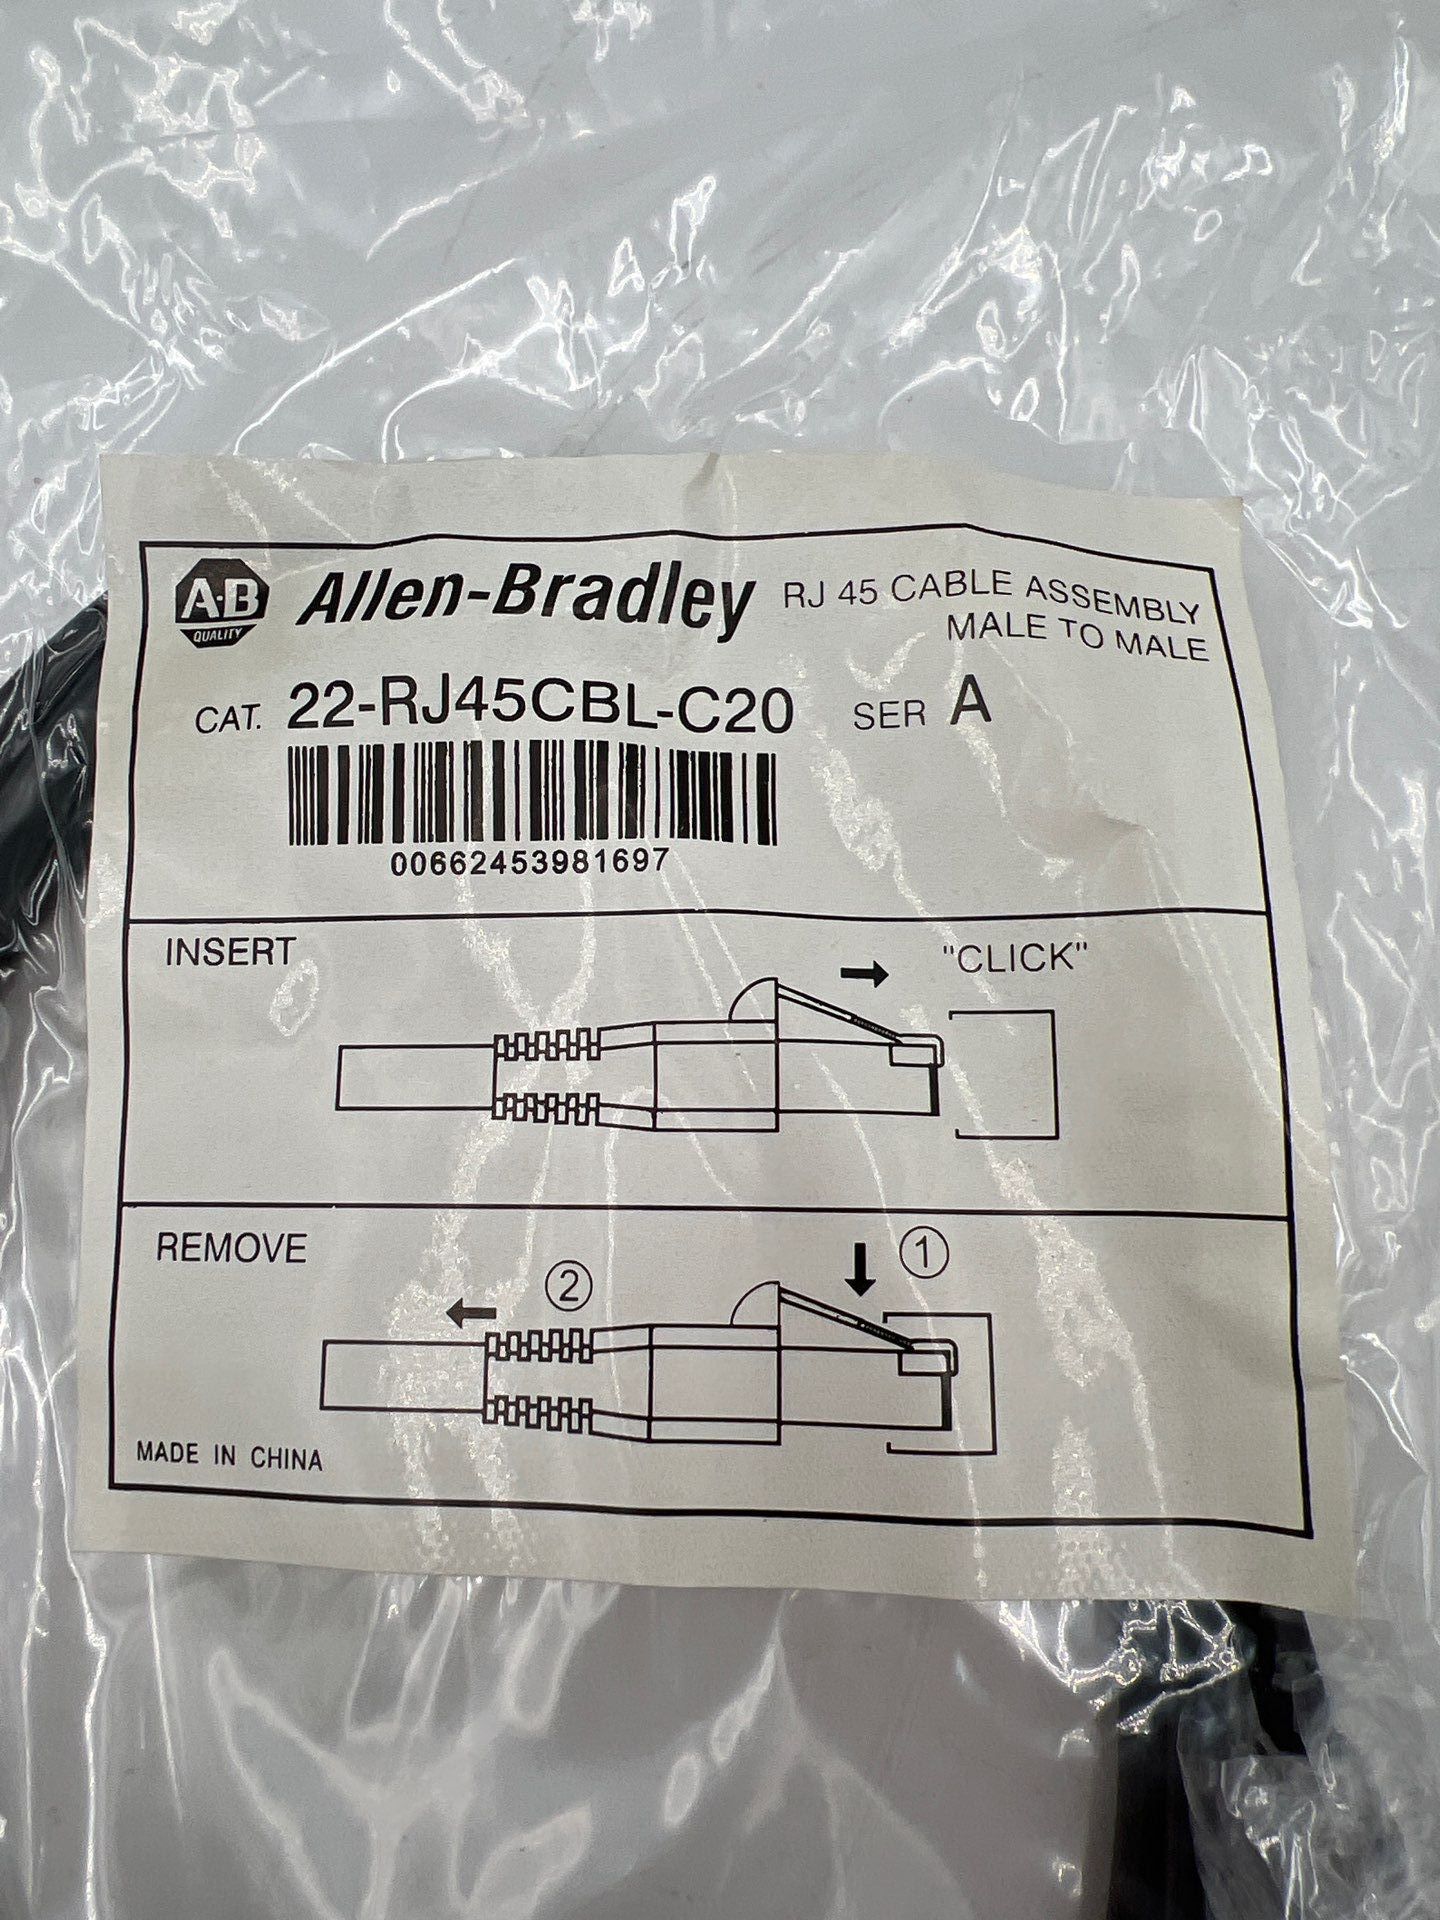 A·B
QUALITY
Allen-Bradley
RJ 45 CABLE ASSEMBLY
MALE TO MALE
CAT. 22-RJ45CBL-C20 SER A
00662453981697
INSERT
"CLICK"
REMOVE
1
2
MADE IN CHINA